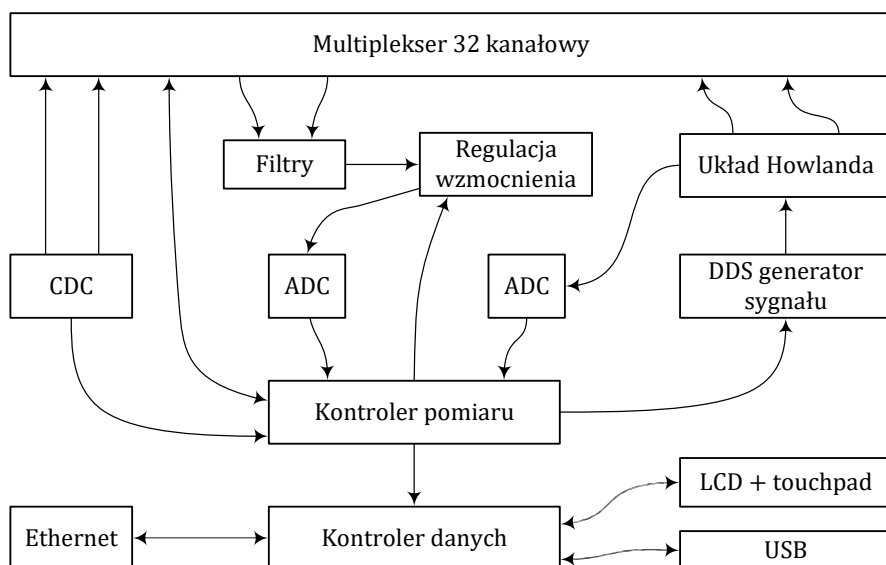 Multiplekser 32 kanałowy
Filtry
Regulacja
wzmocnienia
Układ Howlanda
CDC
ADC
ADC
DDS generator
sygnału
Kontroler pomiaru
LCD + touchpad
Ethernet
Kontroler danych
USB